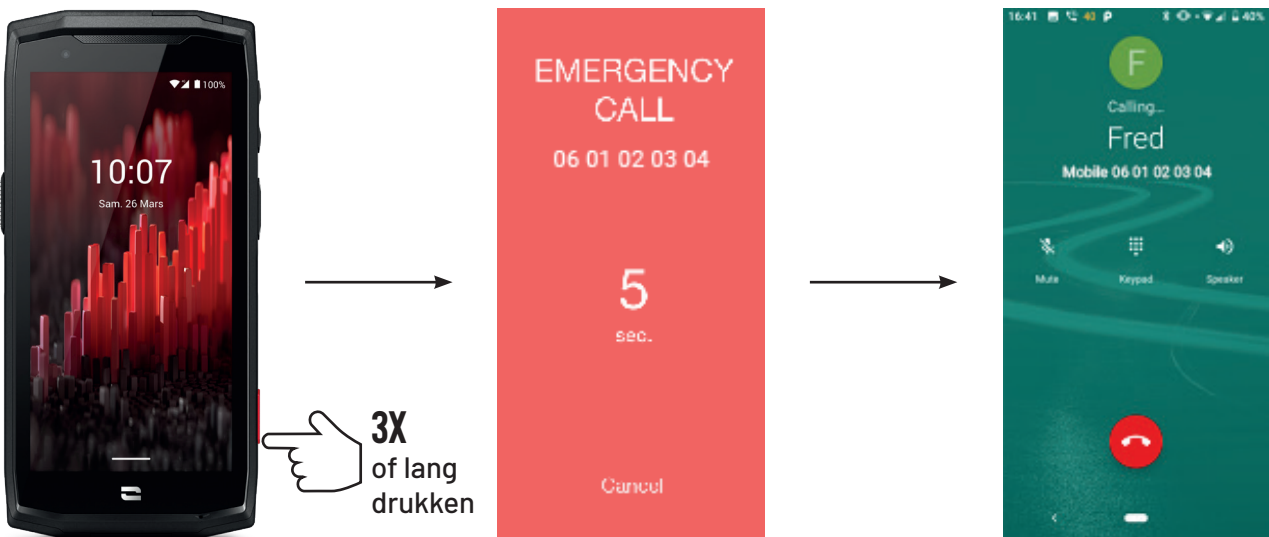 100%
10:07
Sam. 26 Mars
3X
of lang
drukken
EMERGENCY
CALL
06 01 02 03 04
5
sec.
Cancel
16:41 40 P 40%
F
Calling...
Fred
Mobile 06 01 02 03 04
Mute Keypad Speaker